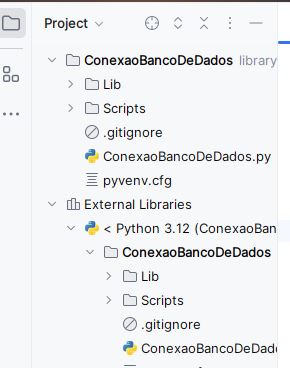 Project
ConexaoBancoDeDados library
Lib
Scripts
.gitignore
ConexaoBancoDeDados.py
pyvenv.cfg
External Libraries
< Python 3.12 (ConexaoBan
ConexaoBancoDeDados
Lib
Scripts
.gitignore
ConexaoBancoDeDado